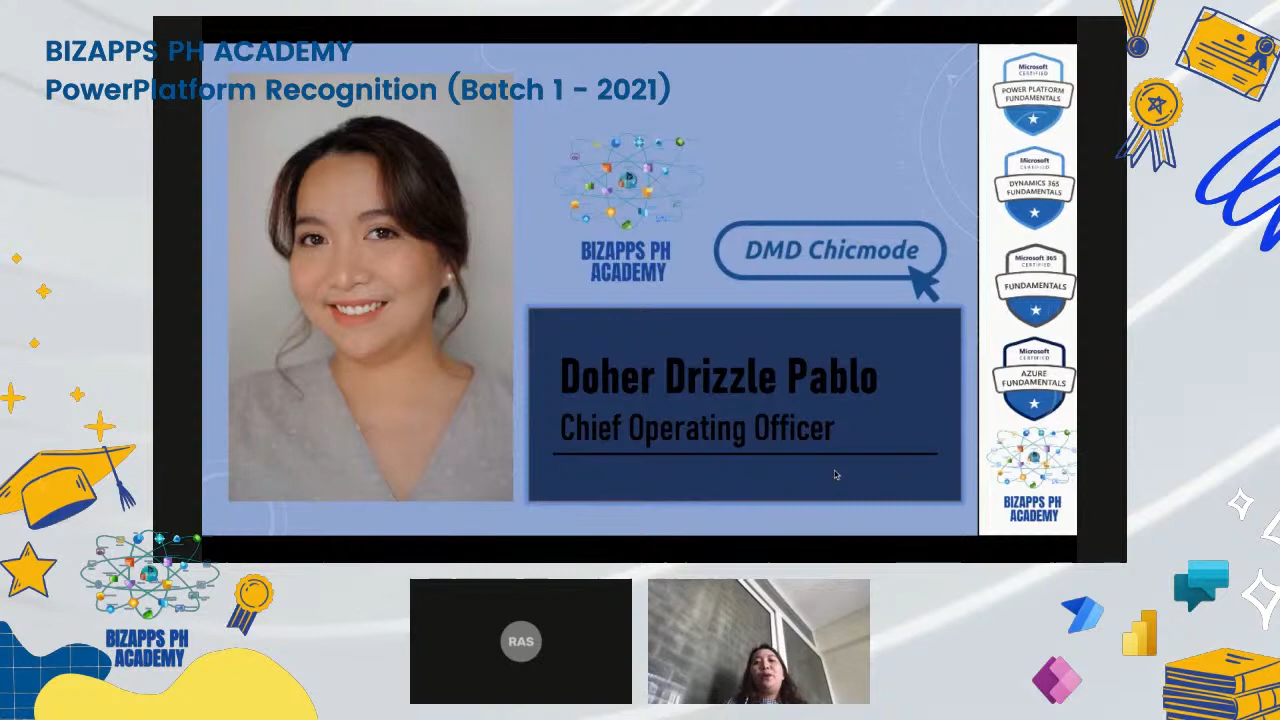 BIZAPPS PH ACADEMY
PowerPlatform Recognition (Batch 1 - 2021)
BIZAPPS PH
ACADEMY
DMD Chicmode
Doher Drizzle Pablo
Chief Operating Officer
Microsoft
CERTIFIED
POWER PLATFORM
FUNDAMENTALS
Microsoft
CERTIFIED
DYNAMICS 365
FUNDAMENTALS
Microsoft 365
CERTIFIED
FUNDAMENTALS
Microsoft
CERTIFIED
AZURE
FUNDAMENTALS
BIZAPPS PH
ACADEMY
BIZAPPS PH
ACADEMY
RAS